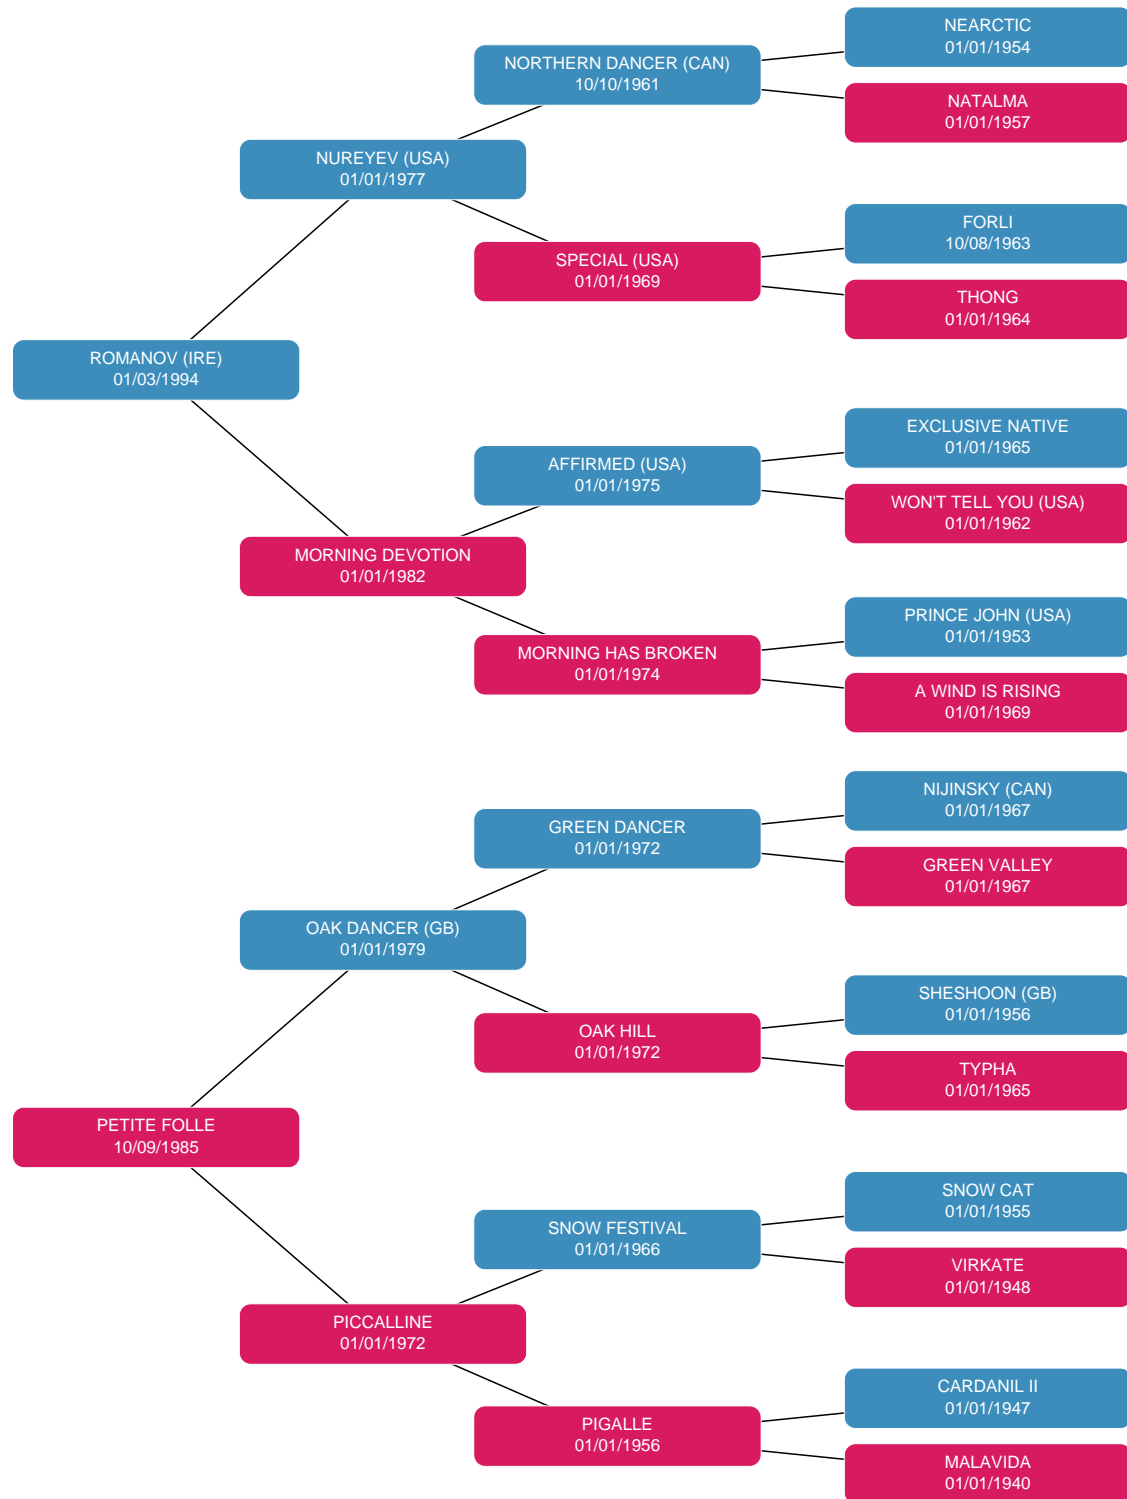 NEARCTIC
01/01/1954
NORTHERN DANCER (CAN)
10/10/1961
NATALMA
01/01/1957
NUREYEV (USA)
01/01/1977
FORLI
10/08/1963
SPECIAL (USA)
01/01/1969
THONG
01/01/1964
ROMANOV (IRE)
01/03/1994
EXCLUSIVE NATIVE
01/01/1965
AFFIRMED (USA)
01/01/1975
WON'T TELL YOU (USA)
01/01/1962
MORNING DEVOTION
01/01/1982
PRINCE JOHN (USA)
01/01/1953
MORNING HAS BROKEN
01/01/1974
A WIND IS RISING
01/01/1969
NIJINSKY (CAN)
01/01/1967
GREEN DANCER
01/01/1972
GREEN VALLEY
01/01/1967
OAK DANCER (GB)
01/01/1979
SHESHOON (GB)
01/01/1956
OAK HILL
01/01/1972
TYPHA
01/01/1965
PETITE FOLLE
10/09/1985
SNOW CAT
01/01/1955
SNOW FESTIVAL
01/01/1966
VIRKATE
01/01/1948
PICCALLINE
01/01/1972
CARDANIL II
01/01/1947
PIGALLE
01/01/1956
MALAVIDA
01/01/1940